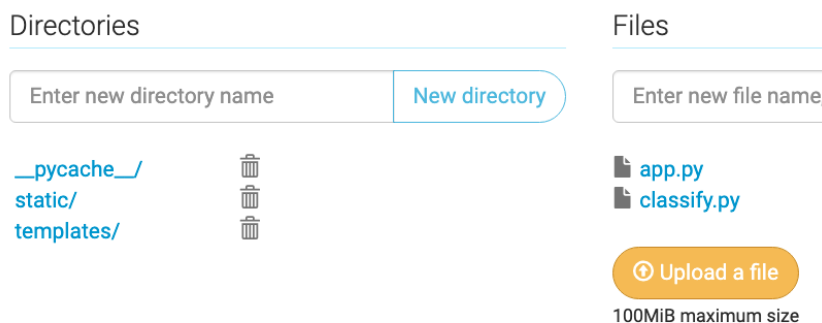 Directories
Enter new directory name
New directory
__pycache__/
static/
templates/
Files
Enter new file name,
app.py
classify.py
Upload a file
100MiB maximum size